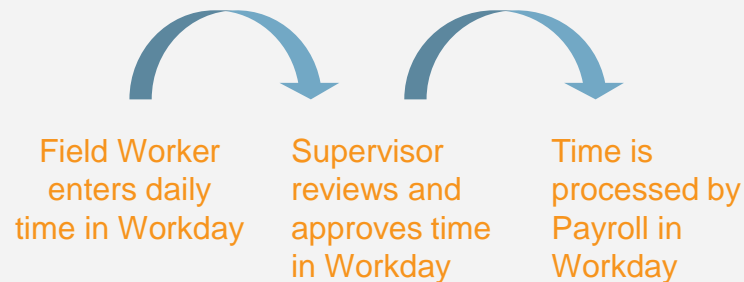 Field Worker
enters daily
time in Workday
Supervisor
reviews and
approves time
in Workday
Time is
processed by
Payroll in
Workday